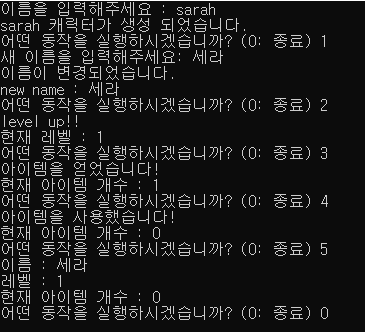 이름을 입력해주세요 : sarah
sarah 캐릭터가 생성 되었습니다.
어떤 동작을 실행하시겠습니까? (0: 종료) 1
새 이름을 입력해주세요: 세라
이름이 변경되었습니다.
new name : 세라
어떤 동작을 실행하시겠습니까? (0: 종료) 2
level up!!
현재 레벨 : 1
어떤 동작을 실행하시겠습니까? (0: 종료) 3
아이템을 얻었습니다!
현재 아이템 개수 : 1
어떤 동작을 실행하시겠습니까? (0: 종료) 4
아이템을 사용했습니다!
현재 아이템 개수 : 0
어떤 동작을 실행하시겠습니까? (0: 종료) 5
이름 : 세라
레벨 : 1
현재 아이템 개수 : 0
어떤 동작을 실행하시겠습니까? (0: 종료) 0